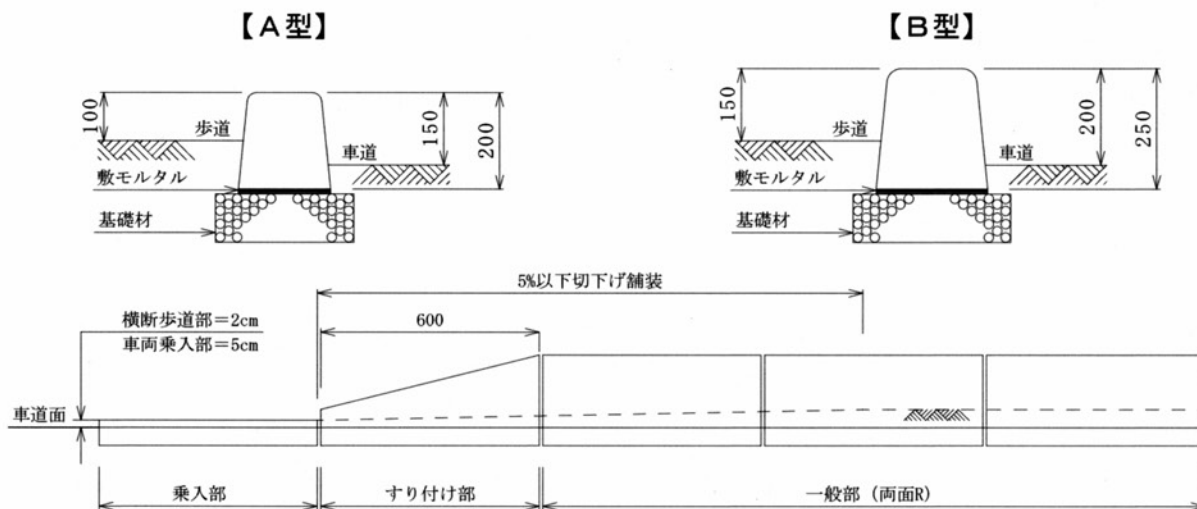 【A型】
100
歩道
車道
150
200
敷モルタル
基礎材
【B型】
150
歩道
車道
200
250
敷モルタル
基礎材
5%以下切下げ舗装
横断歩道部=2cm
車両乗入部=5cm
600
車道面
乗入部
すり付け部
一般部(両面R)